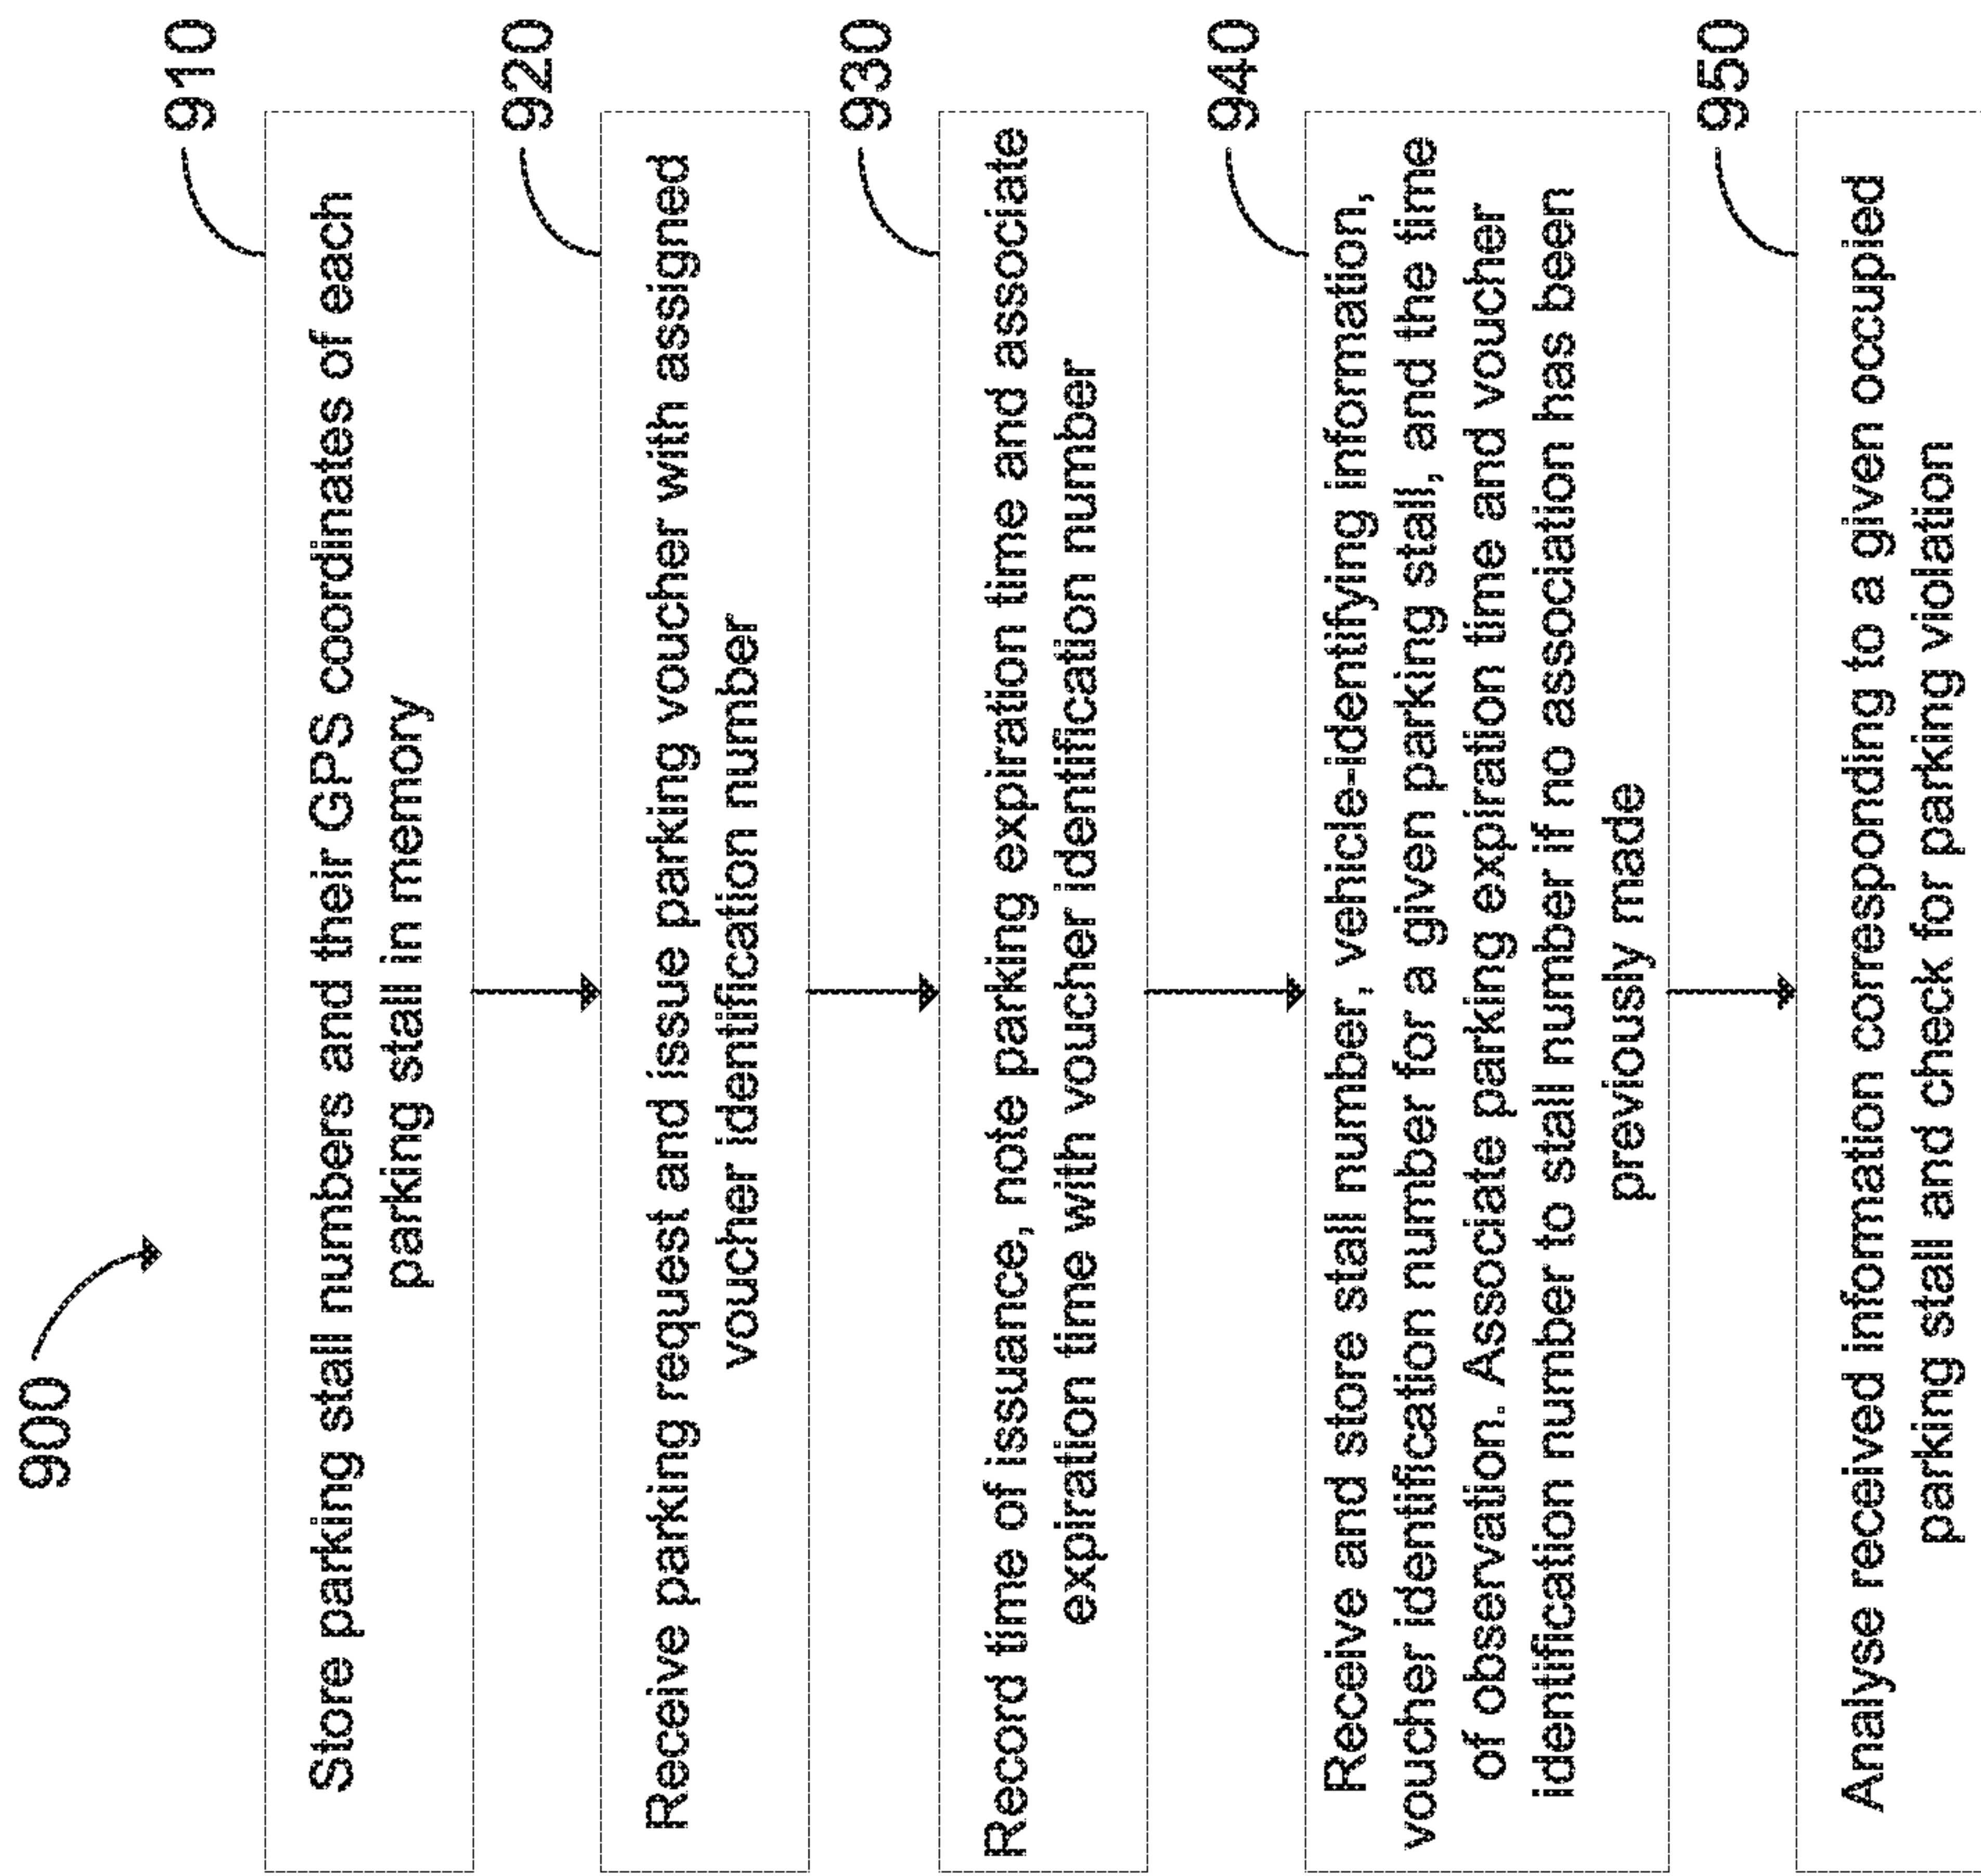 900
910
Store parking stall numbers and their GPS coordinates of each
parking stall in memory
920
Receive parking request and issue parking voucher with assigned
voucher identification number
930
Record time of issuance, note parking expiration time and associate
expiration time with voucher identification number
940
Receive and store stall number, vehicle-identifying information,
voucher identification number for a given parking stall, and the time
of observation. Associate parking expiration time and voucher
identification number to stall number if no association has been
previously made
950
Analyse received information corresponding to a given occupied
parking stall and check for parking violation